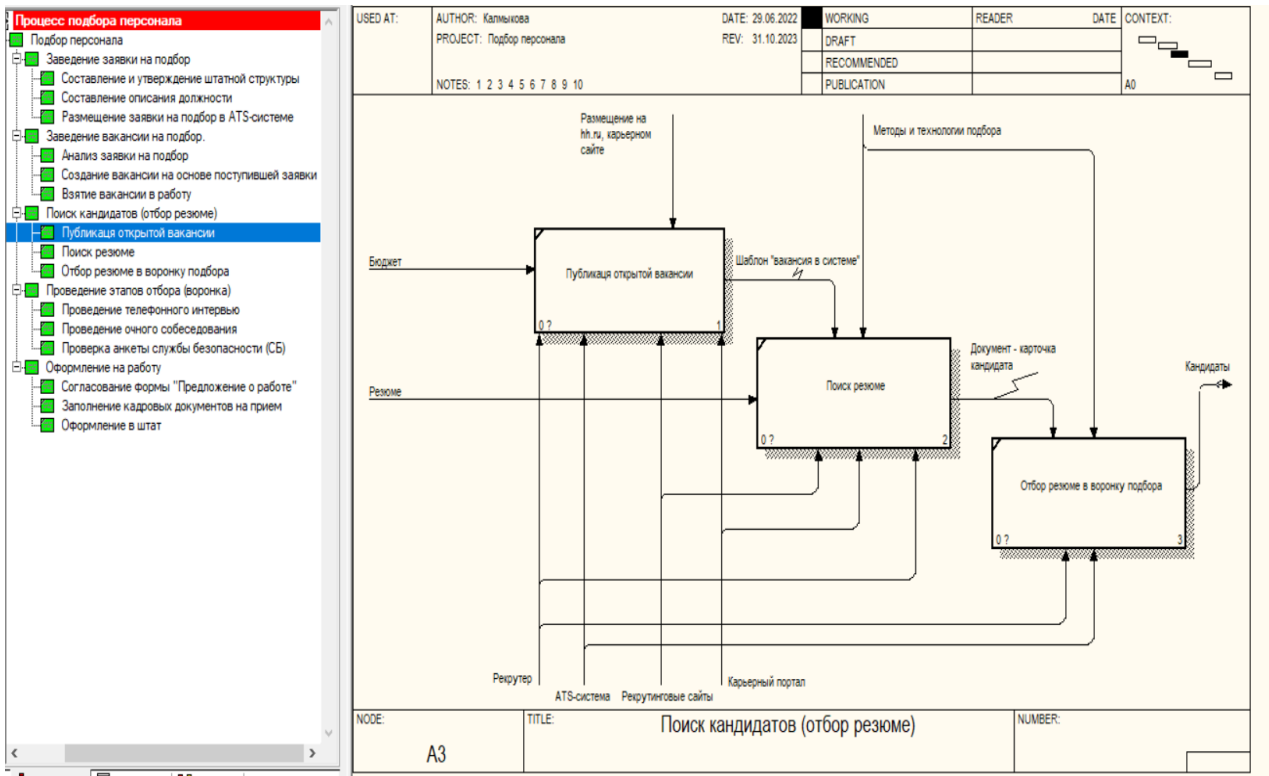 Процесс подбора персонала
Подбор персонала
Заведение заявки на подбор
Составление и утверждение штатной структуры
Составление описания должности
Размещение заявки на подбор в ATS-системе
Заведение вакансии на подбор.
Анализ заявки на подбор
Создание вакансии на основе поступившей заявки
Взятие вакансии в работу
Поиск кандидатов (отбор резюме)
Публикаця открытой вакансии
Поиск резюме
Отбор резюме в воронку подбора
Проведение этапов отбора (воронка)
Проведение телефонного интервью
Проведение очного собеседования
Проверка анкеты службы безопасности (СБ)
Оформление на работу
Согласование формы "Предложение о работе"
Заполнение кадровых документов на прием
Оформление в штат
USED AT:
AUTHOR: Калмыкова
DATE: 29.06.2022
PROJECT: Подбор персонала
REV: 31.10.2023
NOTES: 1 2 3 4 5 6 7 8 9 10
WORKING
DRAFT
RECOMMENDED
PUBLICATION
READER
DATE
CONTEXT:
A0
Размещение на
hh.ru, карьерном
сайте
Методы и технологии подбора
Бюджет
Публикаця открытой вакансии
0 ?
1
Шаблон "вакансия в системе"
Резюме
Поиск резюме
0 ?
2
Документ - карточка
кандидата
Кандидаты
Отбор резюме в воронку подбора
0 ?
3
Рекрутер
ATS-система
Рекрутинговые сайты
Карьерный портал
NODE:
A3
TITLE:
Поиск кандидатов (отбор резюме)
NUMBER: